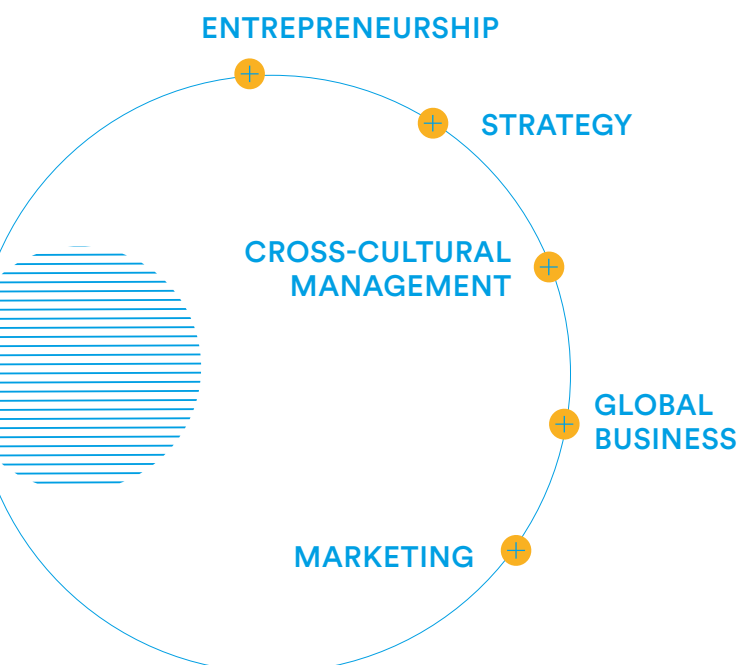 ENTREPRENEURSHIP
STRATEGY
CROSS-CULTURAL
MANAGEMENT
GLOBAL
BUSINESS
MARKETING